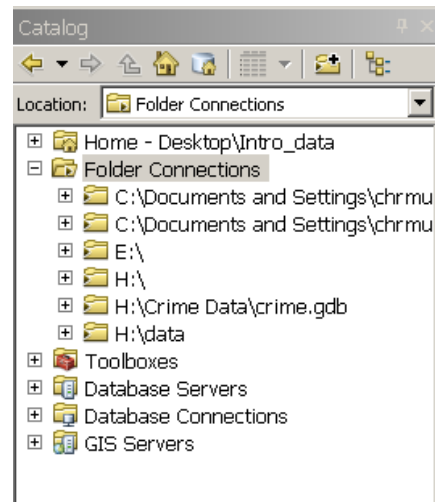 Catalog
Location: Folder Connections
Home - Desktop\Intro_data
Folder Connections
C:\Documents and Settings\chrmu
C:\Documents and Settings\chrmu
E:\
H:\
H:\Crime Data\crime.gdb
H:\data
Toolboxes
Database Servers
Database Connections
GIS Servers